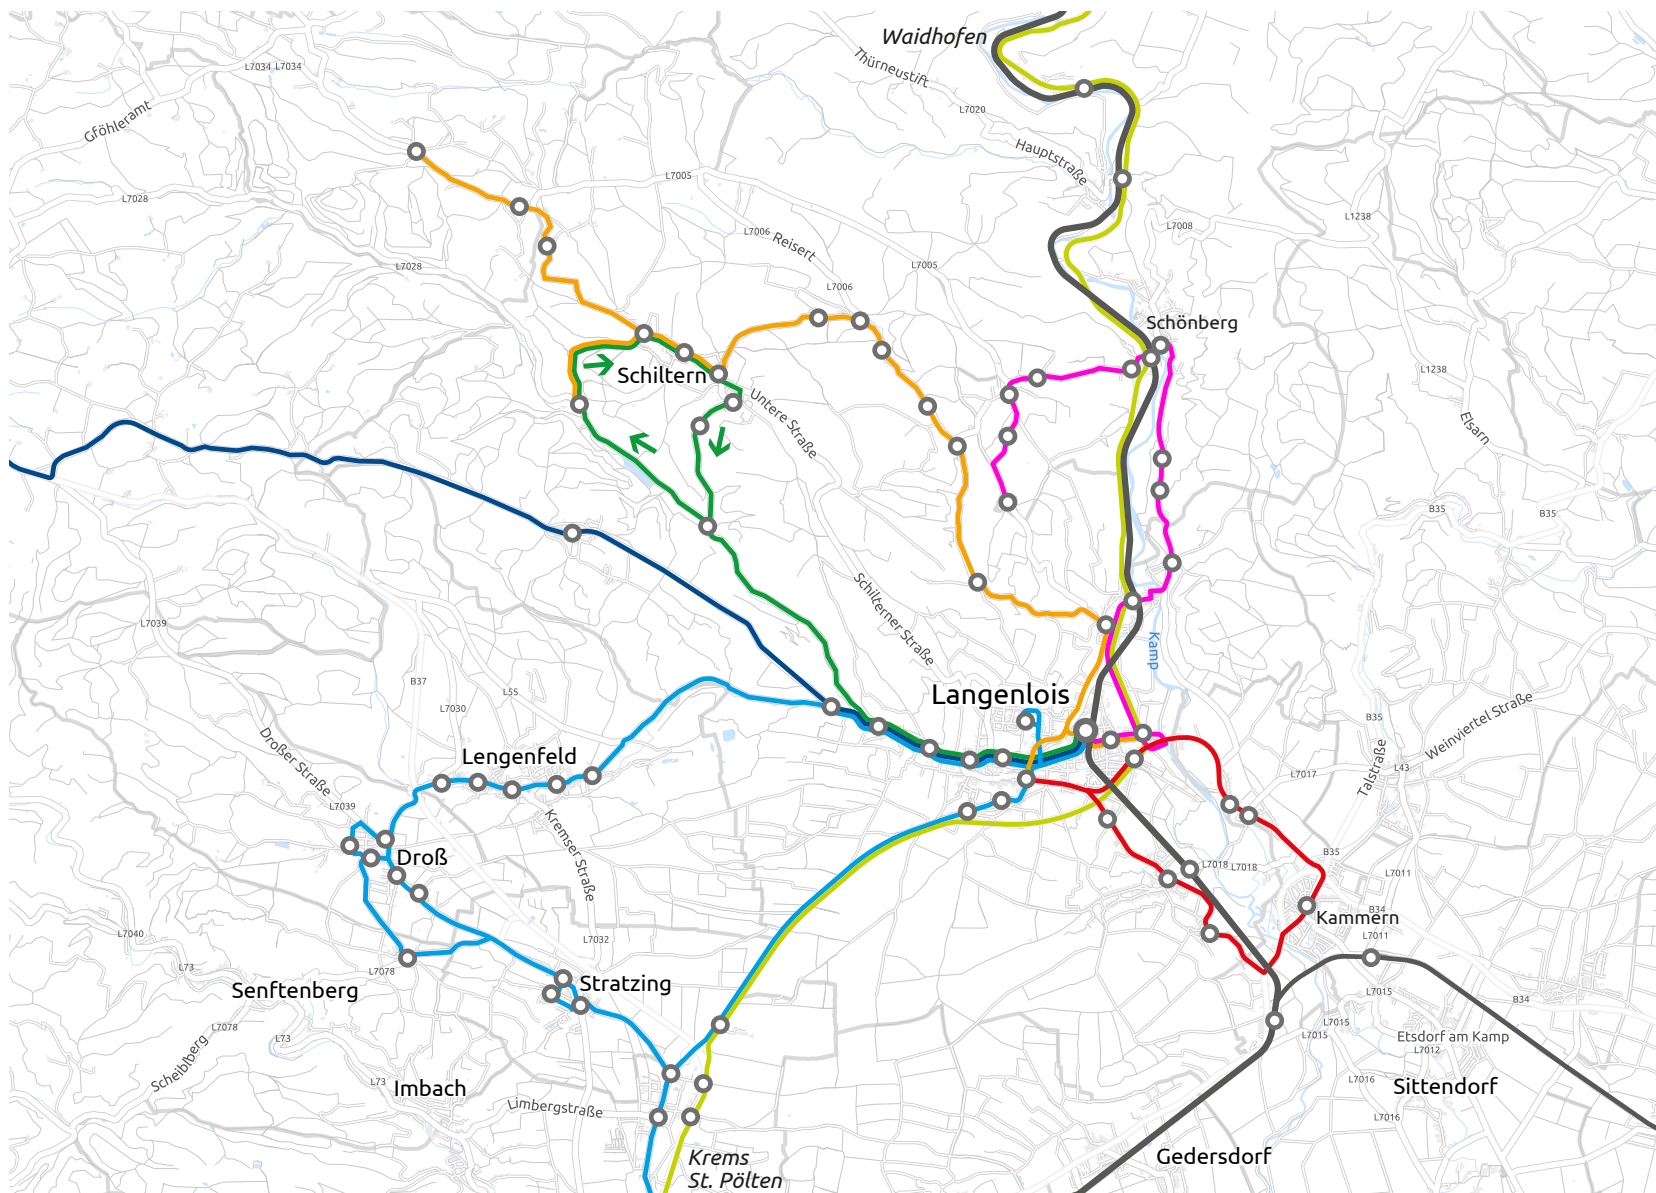 Waidhofen
Thürneustift
L7034 L7034
Gföhleramt
L7020
Hauptstraße
L7005
L7028
L1238
L7008
L7006
Reisert
L7028
L7005
L7006
Schönberg
Schiltern
L1238
Untere Straße
Elsarn
B35
B35
Schilterner Straße
L7039
Kamp
B37
L55
Langenlois
L7030
Weinviertel Straße
B35
Droßer Straße
Lengenfeld
Talstraße
L43
L7017
L7039
Kremser Straße
Droß
B35
L7018
L7018
L7011
B34
Kammern
L7040
L7032
L7011
L73
L7078
Stratzing
Senftenberg
L7015
B34
L7078
L7015
L73
L7015
Etsdorf am Kamp
L7012
Scheiblberg
L73
Imbach
L7016
Sittendorf
Limbergstraße
L7016
Krems
St. Pölten
Gedersdorf